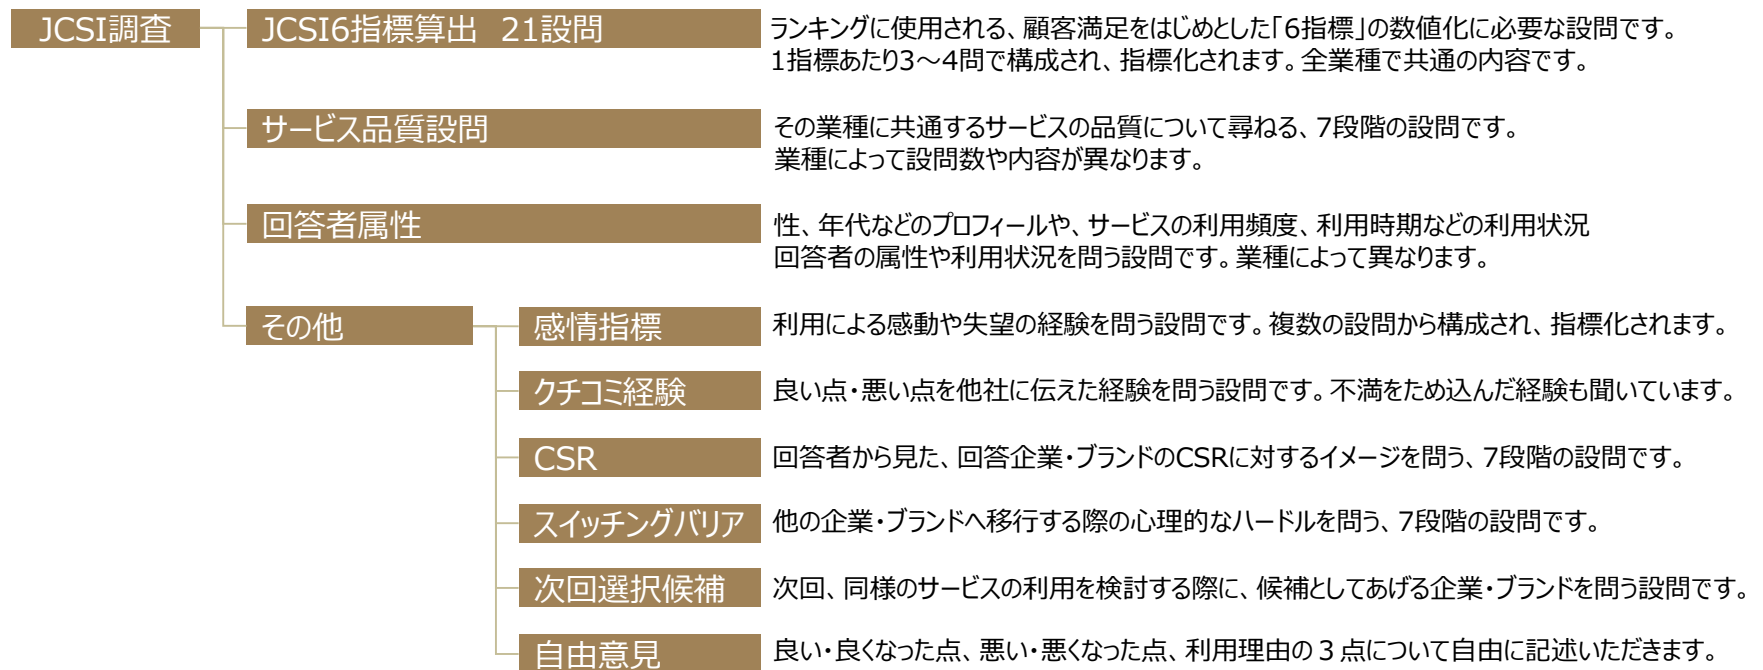 JCSI調査
JCSI6指標算出 21設問
ランキングに使用される、顧客満足をはじめとした「6指標」の数値化に必要な設問です。
1指標あたり3～4問で構成され、指標化されます。全業種で共通の内容です。
サービス品質設問
その業種に共通するサービスの品質について尋ねる、7段階の設問です。
業種によって設問数や内容が異なります。
回答者属性
性、年代などのプロフィールや、サービスの利用頻度、利用時期などの利用状況
回答者の属性や利用状況を問う設問です。業種によって異なります。
その他
感情指標
利用による感動や失望の経験を問う設問です。複数の設問から構成され、指標化されます。
クチコミ経験
良い点・悪い点を他社に伝えた経験を問う設問です。不満をため込んだ経験も聞いています。
CSR
回答者から見た、回答企業・ブランドのCSRに対するイメージを問う、7段階の設問です。
スイッチングバリア
他の企業・ブランドへ移行する際の心理的なハードルを問う、7段階の設問です。
次回選択候補
次回、同様のサービスの利用を検討する際に、候補としてあげる企業・ブランドを問う設問です。
自由意見
良い・良くなった点、悪い・悪くなった点、利用理由の３点について自由に記述いただきます。